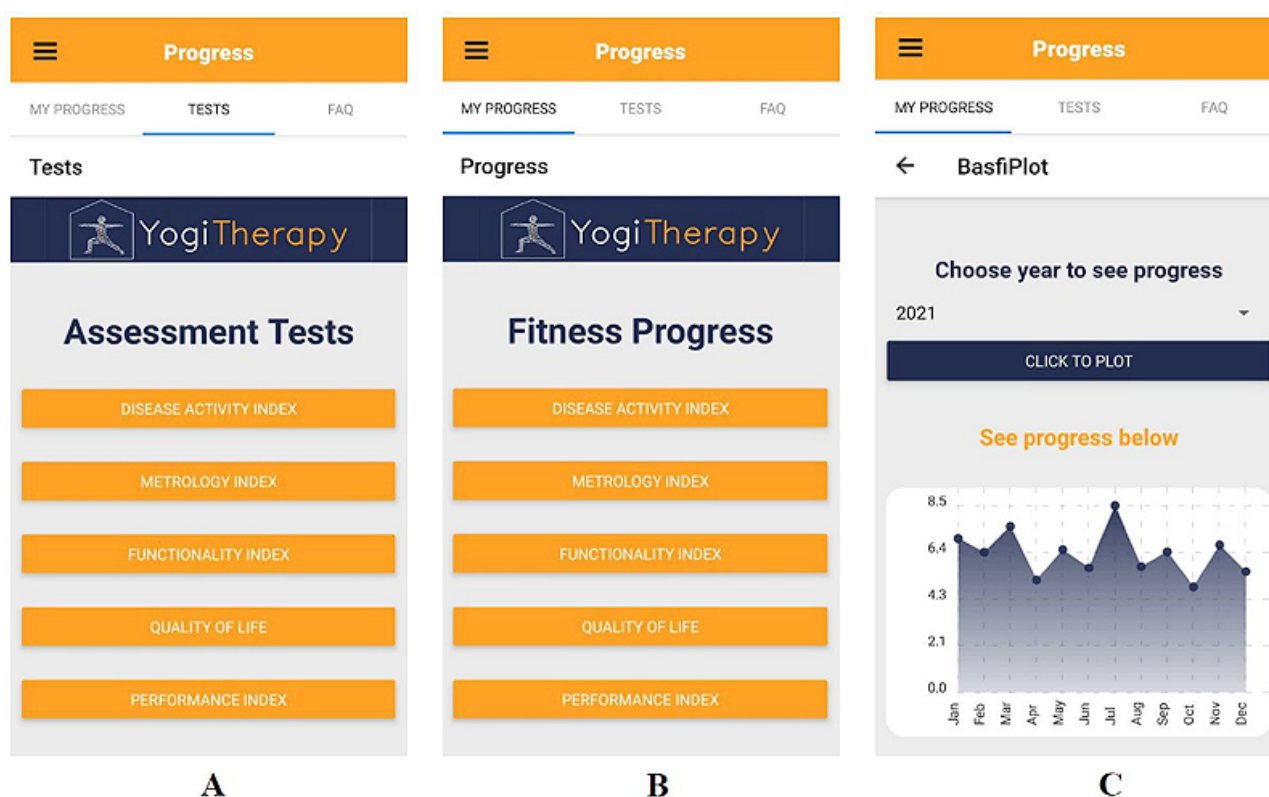 Progress
MY PROGRESS TESTS FAQ
Tests
YogiTherapy
Assessment Tests
DISEASE ACTIVITY INDEX
METROLOGY INDEX
FUNCTIONALITY INDEX
QUALITY OF LIFE
PERFORMANCE INDEX
A
Progress
MY PROGRESS TESTS FAQ
Progress
YogiTherapy
Fitness Progress
DISEASE ACTIVITY INDEX
METROLOGY INDEX
FUNCTIONALITY INDEX
QUALITY OF LIFE
PERFORMANCE INDEX
B
Progress
MY PROGRESS TESTS FAQ
BasfiPlot
Choose year to see progress
2021
CLICK TO PLOT
See progress below
8.5
6.4
4.3
2.1
0.0
Jan Feb Mar Apr May Jun Jul Aug Sep Oct Nov Dec
C